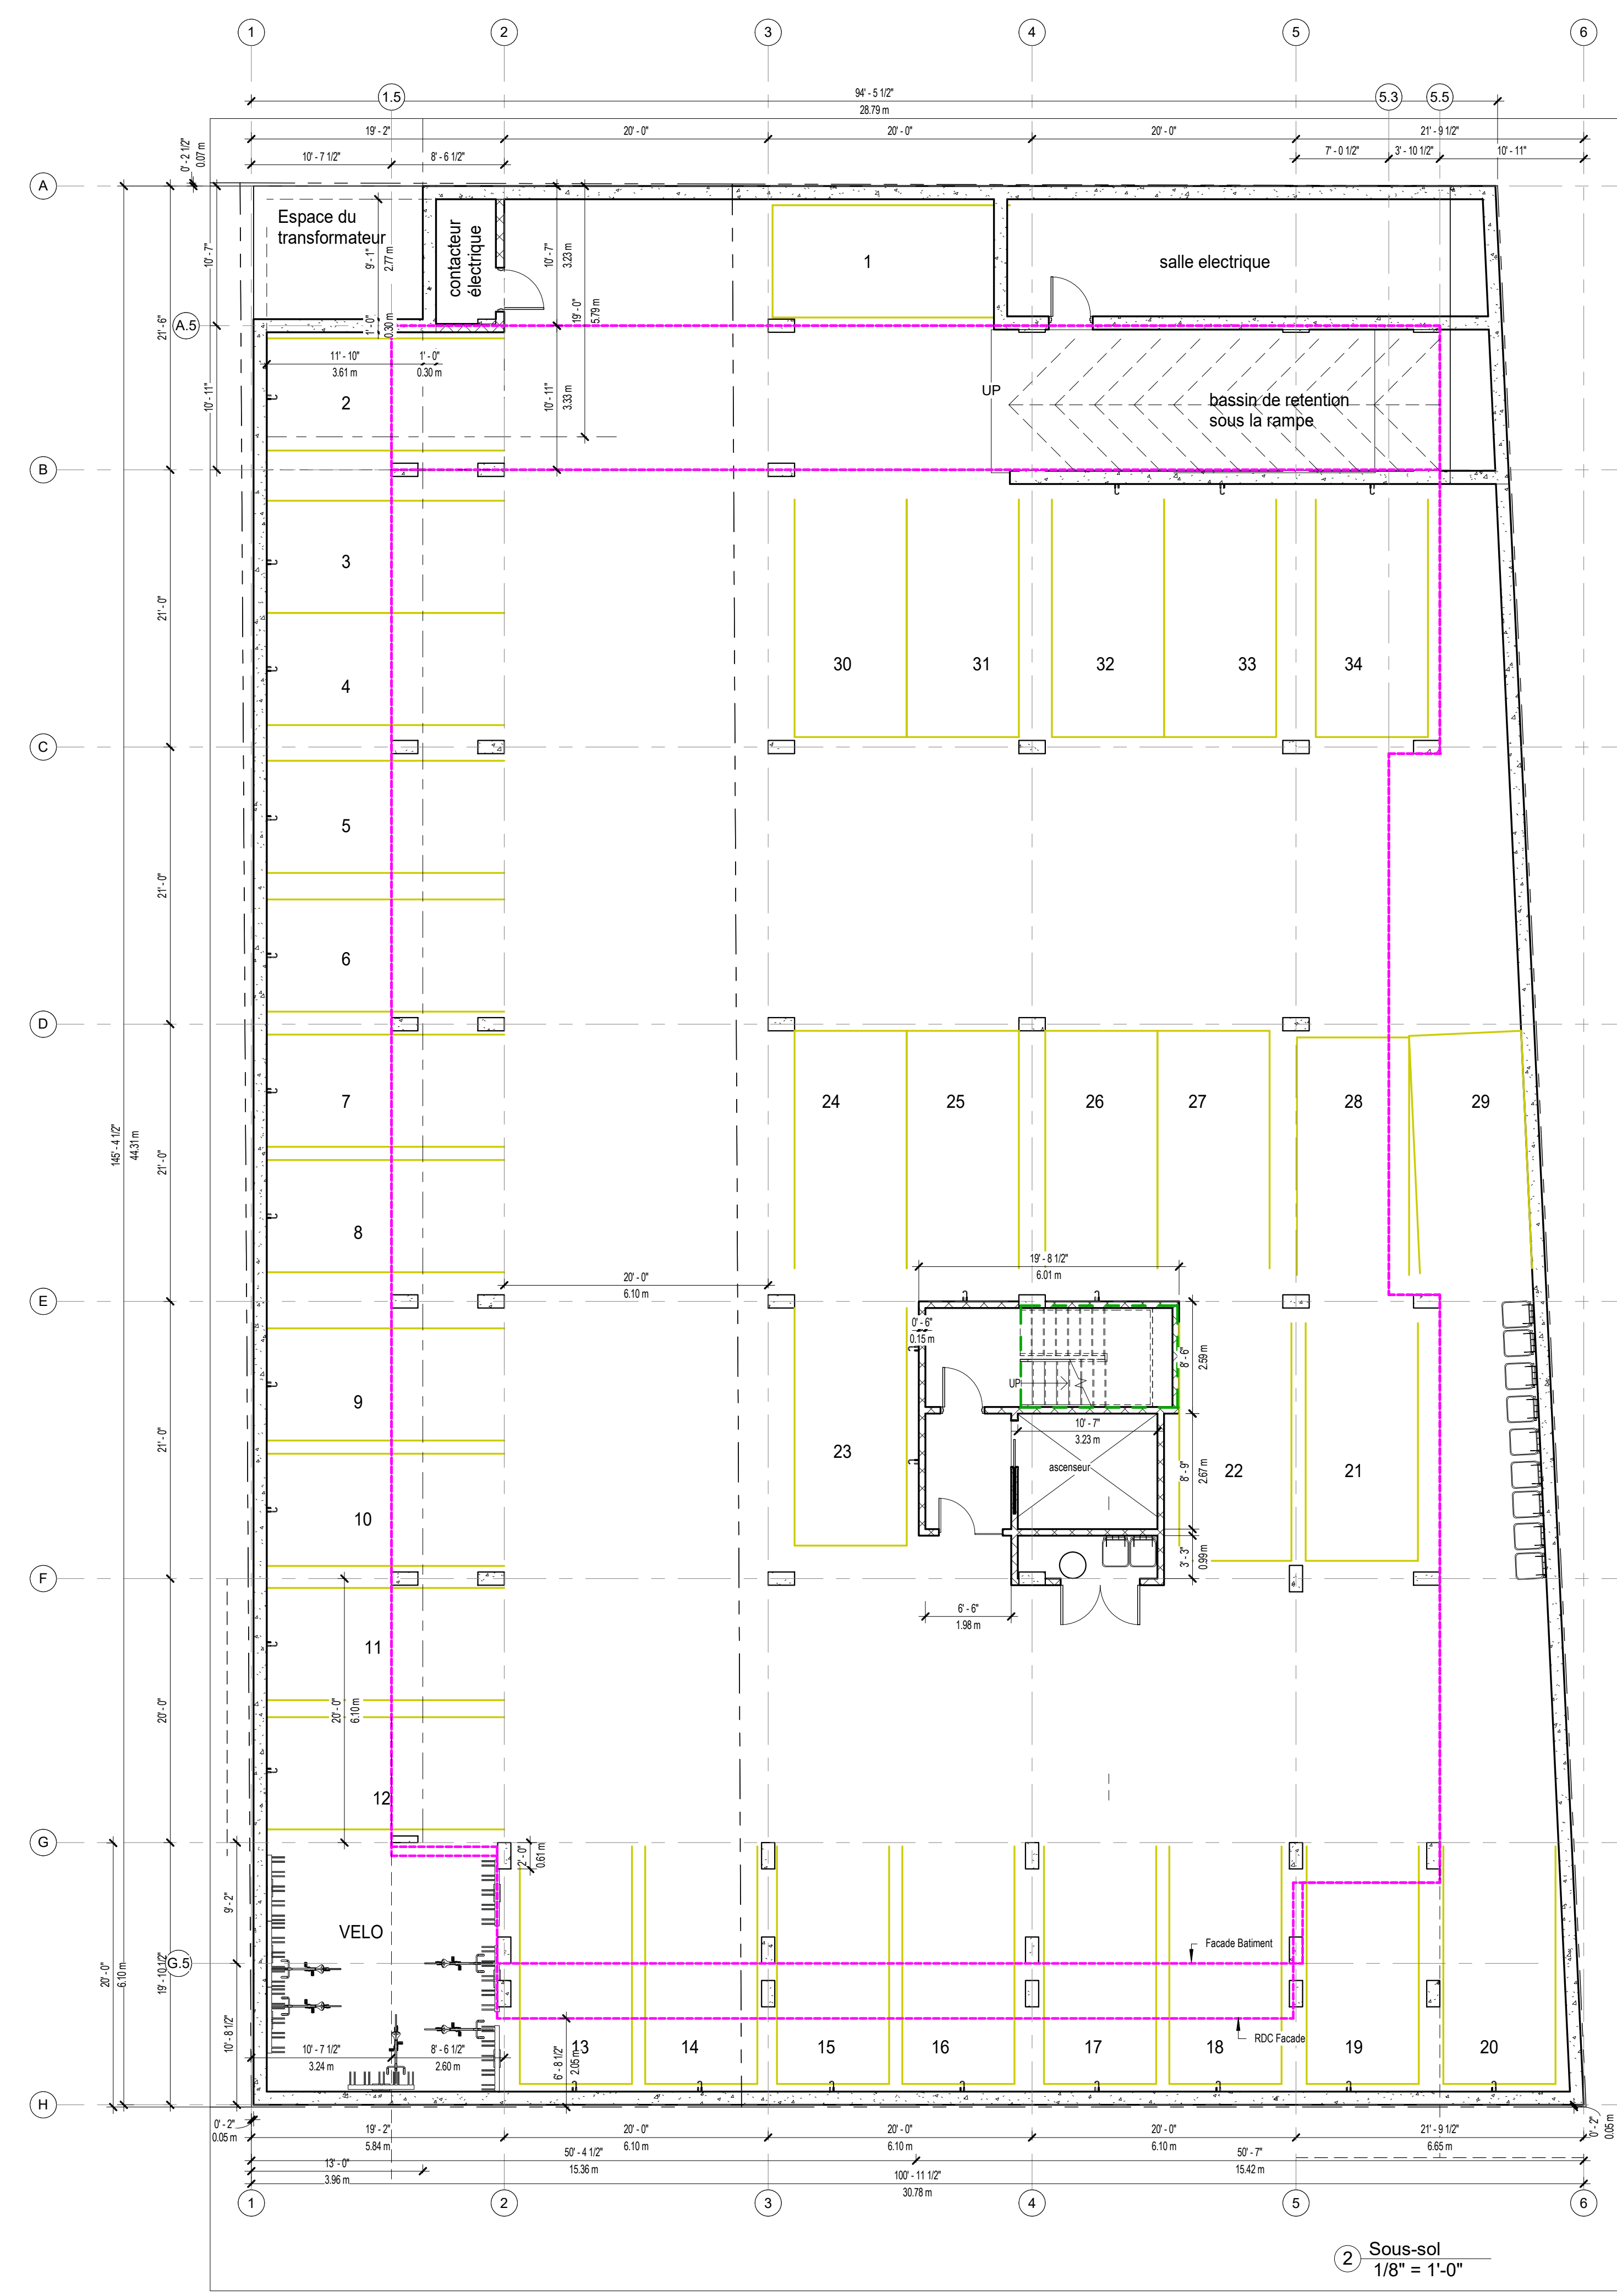 1
2
3
4
5
6
94' - 5 1/2"
28.79 m
1.5
5.3
5.5
19' - 2"
20' - 0"
20' - 0"
20' - 0"
21' - 9 1/2"
0' - 2 1/2"
0.07 m
10' - 7 1/2"
8' - 6 1/2"
7' - 0 1/2"
3' - 10 1/2"
10' - 11"
A
Espace du
transformateur
contacteur
électrique
9' - 1"
2.77 m
10' - 7"
10' - 7"
3.23 m
19' - 0"
5.79 m
1
salle electrique
A.5
21' - 6"
1' - 0"
0.30 m
11' - 10"
3.61 m
1' - 0"
0.30 m
10' - 11"
10' - 11"
3.33 m
2
UP
bassin de retention
sous la rampe
B
3
21' - 0"
4
30
31
32
33
34
C
5
21' - 0"
6
D
7
24
25
26
27
28
29
145' - 4 1/2"
44.31 m
21' - 0"
8
19' - 8 1/2"
6.01 m
20' - 0"
6.10 m
E
0' - 6"
0.15 m
8' - 6"
2.59 m
UP
9
21' - 0"
10' - 7"
3.23 m
23
ascenseur
8' - 9"
2.67 m
22
21
10
3' - 3"
0.99 m
F
6' - 6"
1.98 m
11
20' - 0"
20' - 0"
6.10 m
12
G
2' - 0"
0.61 m
9' - 2"
VELO
Facade Batiment
G.5
20' - 0"
6.10 m
19' - 10 1/2"
10' - 8 1/2"
RDC Facade
10' - 7 1/2"
3.24 m
8' - 6 1/2"
2.60 m
6' - 8 1/2"
2.05 m
13
14
15
16
17
18
19
20
H
0' - 2"
0.05 m
19' - 2"
5.84 m
20' - 0"
6.10 m
20' - 0"
6.10 m
20' - 0"
6.10 m
21' - 9 1/2"
6.65 m
0' - 2"
0.05 m
50' - 4 1/2"
15.36 m
50' - 7"
15.42 m
13' - 0"
3.96 m
100' - 11 1/2"
30.78 m
1
2
3
4
5
6
2
Sous-sol
1/8" = 1'-0"